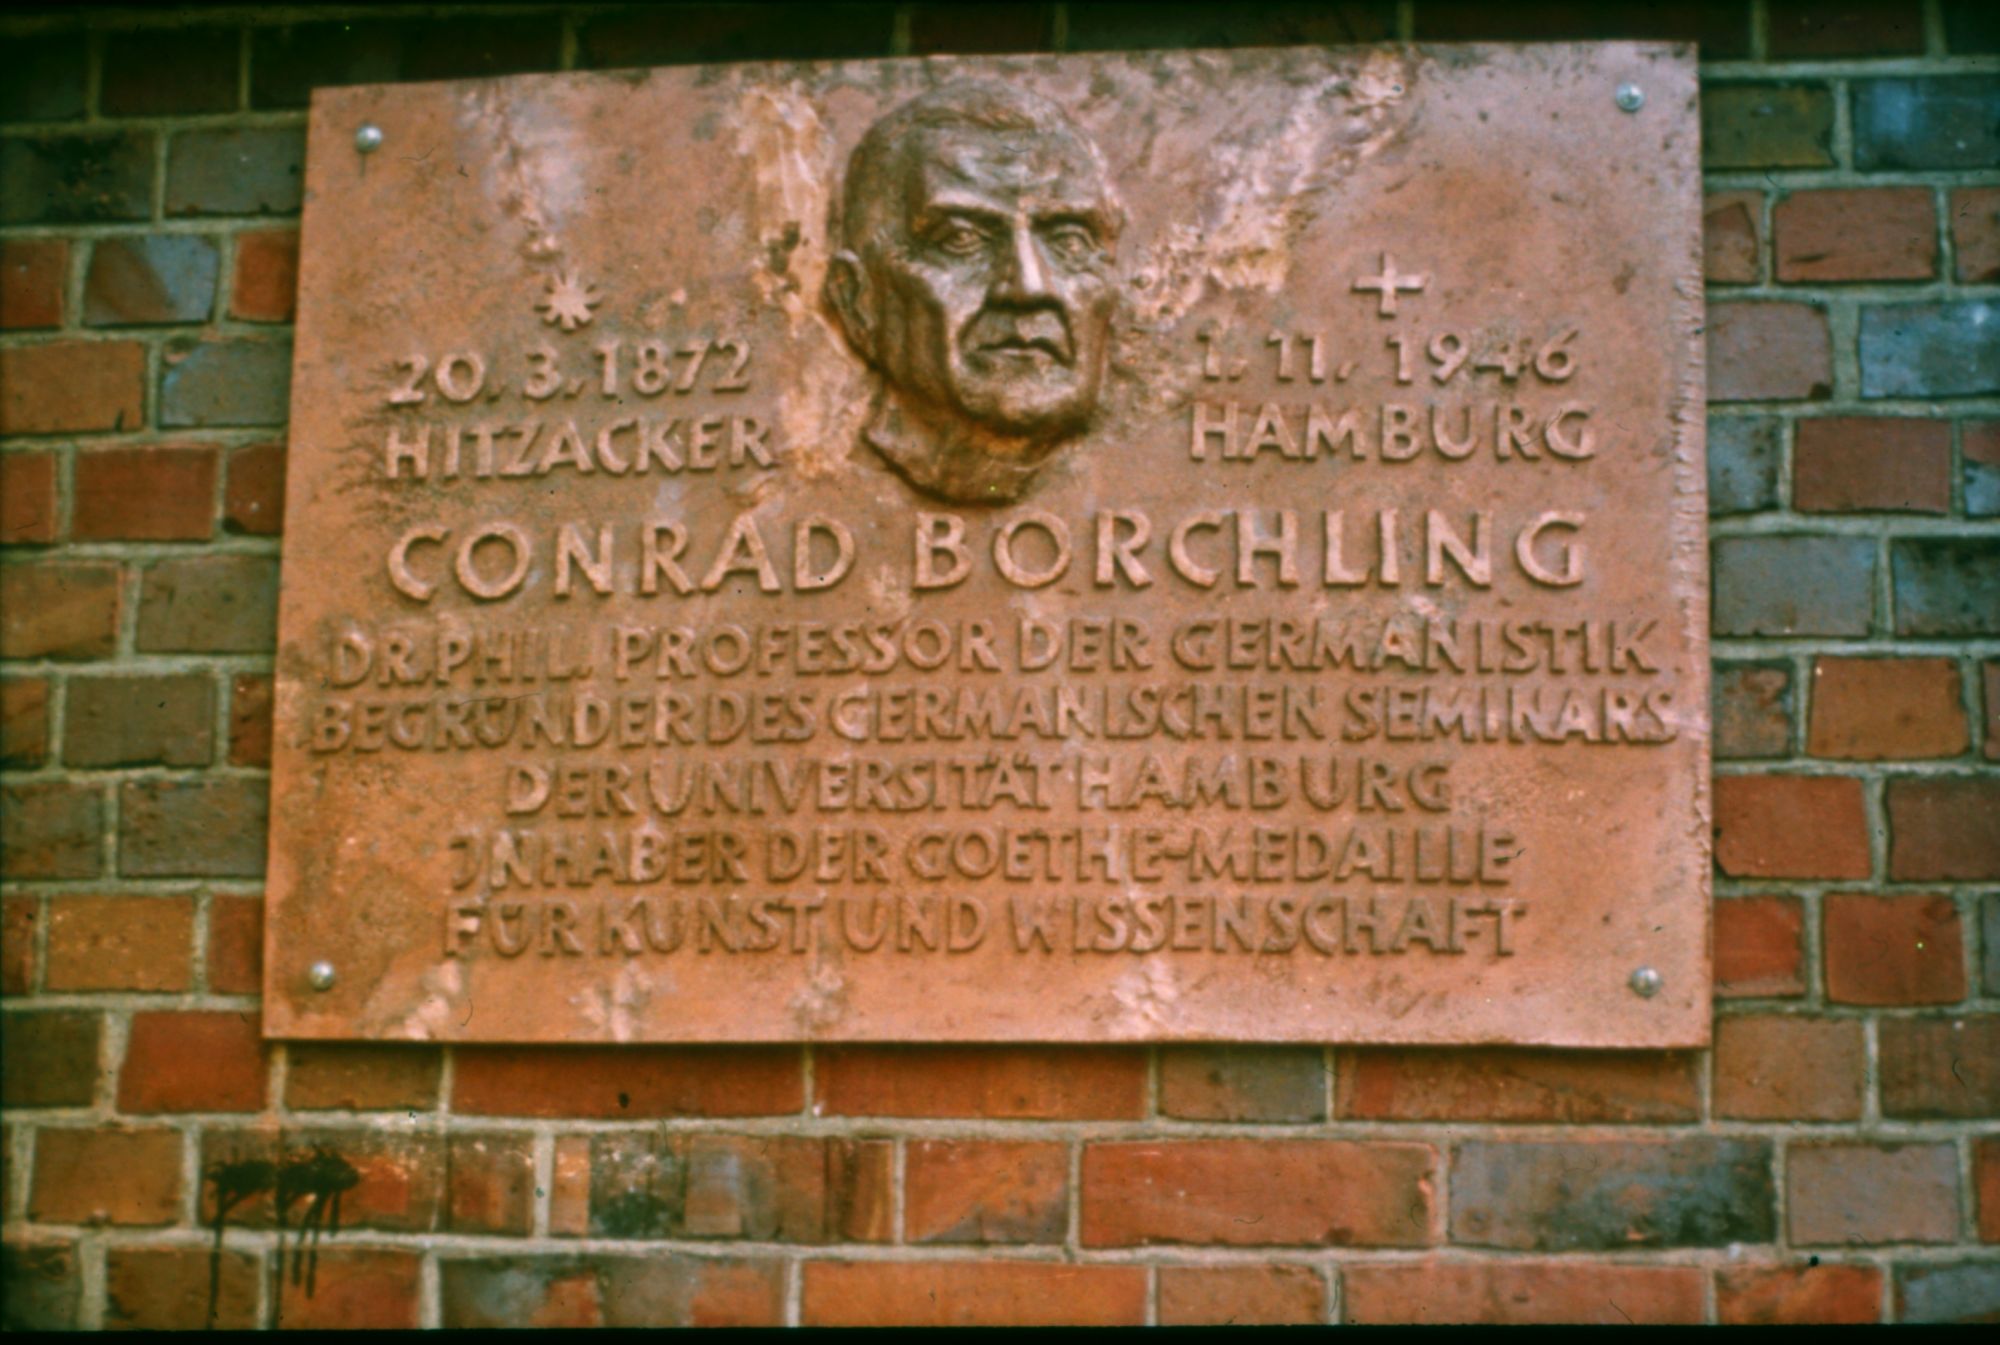 20. 3. 1872
HITZACKER
1. 11. 1946
HAMBURG
CONRAD BORCHLING
DR. PHIL. PROFESSOR DER GERMANISTIK
BEGRÜNDER DES GERMANISCHEN SEMINARS
DER UNIVERSITÄT HAMBURG
JNHABER DER GOETHE-MEDAILLE
FÜR KUNST UND WISSENSCHAFT